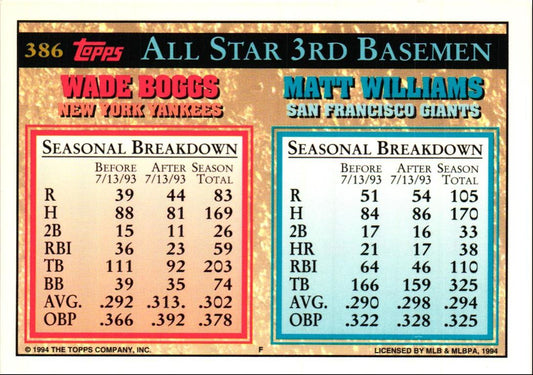 386 Topps ALL STAR 3RD BASEMEN
WADE BOGGS
NEW YORK YANKEES
SEASONAL BREAKDOWN
BEFORE AFTER SEASON
7/13/93 7/13/93 TOTAL
R 39 44 83
H 88 81 169
2B 15 11 26
RBI 36 23 59
TB 111 92 203
BB 39 35 74
AVG. .292 .313. .302
OBP .366 .392 .378
MATT WILLIAMS
SAN FRANCISCO GIANTS
SEASONAL BREAKDOWN
BEFORE AFTER SEASON
7/13/93 7/13/93 TOTAL
R 51 54 105
H 84 86 170
2B 17 16 33
HR 21 17 38
RBI 64 46 110
TB 166 159 325
AVG. .290 .298 .294
OBP .322 .328 .325
© 1994 THE TOPPS COMPANY, INC. F LICENSED BY MLB & MLBPA, 1994